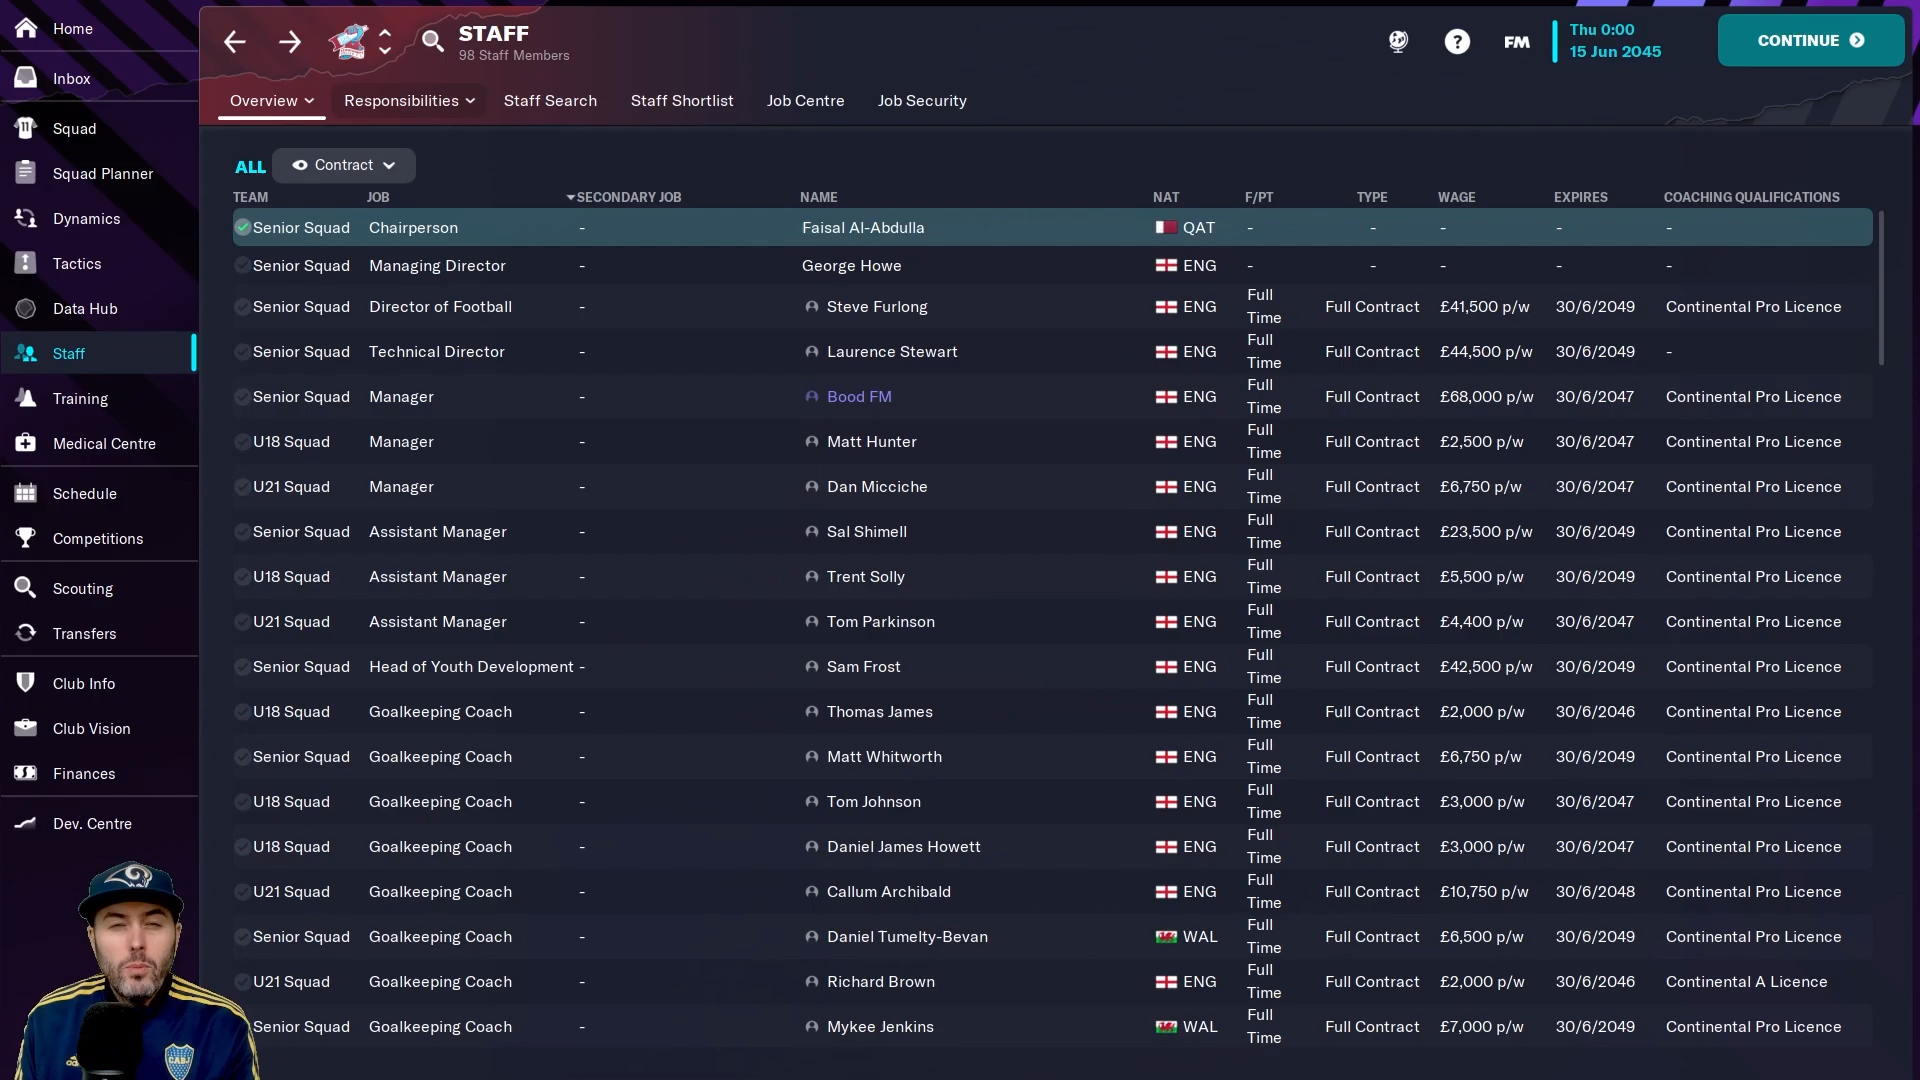 Home
Inbox
Squad
Squad Planner
Dynamics
Tactics
Data Hub
Staff
Training
Medical Centre
Schedule
Competitions
Scouting
Transfers
Club Info
Club Vision
Finances
Dev. Centre
STAFF
98 Staff Members
FM
Thu 0:00
15 Jun 2045
CONTINUE
Overview Responsibilities Staff Search Staff Shortlist Job Centre Job Security
ALL Contract
TEAM JOB SECONDARY JOB NAME NAT F/PT TYPE WAGE EXPIRES COACHING QUALIFICATIONS
Senior Squad Chairperson - Faisal Al-Abdulla QAT - - - - -
Senior Squad Managing Director - George Howe ENG - - - - -
Senior Squad Director of Football - Steve Furlong ENG Full Time Full Contract £41,500 p/w 30/6/2049 Continental Pro Licence
Senior Squad Technical Director - Laurence Stewart ENG Full Time Full Contract £44,500 p/w 30/6/2049 -
Senior Squad Manager - Bood FM ENG Full Time Full Contract £68,000 p/w 30/6/2047 Continental Pro Licence
U18 Squad Manager - Matt Hunter ENG Full Time Full Contract £2,500 p/w 30/6/2047 Continental Pro Licence
U21 Squad Manager - Dan Micciche ENG Full Time Full Contract £6,750 p/w 30/6/2047 Continental Pro Licence
Senior Squad Assistant Manager - Sal Shimell ENG Full Time Full Contract £23,500 p/w 30/6/2049 Continental Pro Licence
U18 Squad Assistant Manager - Trent Solly ENG Full Time Full Contract £5,500 p/w 30/6/2049 Continental Pro Licence
U21 Squad Assistant Manager - Tom Parkinson ENG Full Time Full Contract £4,400 p/w 30/6/2047 Continental Pro Licence
Senior Squad Head of Youth Development - Sam Frost ENG Full Time Full Contract £42,500 p/w 30/6/2049 Continental Pro Licence
U18 Squad Goalkeeping Coach - Thomas James ENG Full Time Full Contract £2,000 p/w 30/6/2046 Continental Pro Licence
Senior Squad Goalkeeping Coach - Matt Whitworth ENG Full Time Full Contract £6,750 p/w 30/6/2049 Continental Pro Licence
U18 Squad Goalkeeping Coach - Tom Johnson ENG Full Time Full Contract £3,000 p/w 30/6/2047 Continental Pro Licence
U18 Squad Goalkeeping Coach - Daniel James Howett ENG Full Time Full Contract £3,000 p/w 30/6/2047 Continental Pro Licence
U21 Squad Goalkeeping Coach - Callum Archibald ENG Full Time Full Contract £10,750 p/w 30/6/2048 Continental Pro Licence
Senior Squad Goalkeeping Coach - Daniel Tumelty-Bevan WAL Full Time Full Contract £6,500 p/w 30/6/2049 Continental Pro Licence
U21 Squad Goalkeeping Coach - Richard Brown ENG Full Time Full Contract £2,000 p/w 30/6/2046 Continental A Licence
Senior Squad Goalkeeping Coach - Mykee Jenkins WAL Full Time Full Contract £7,000 p/w 30/6/2049 Continental Pro Licence
CABJ